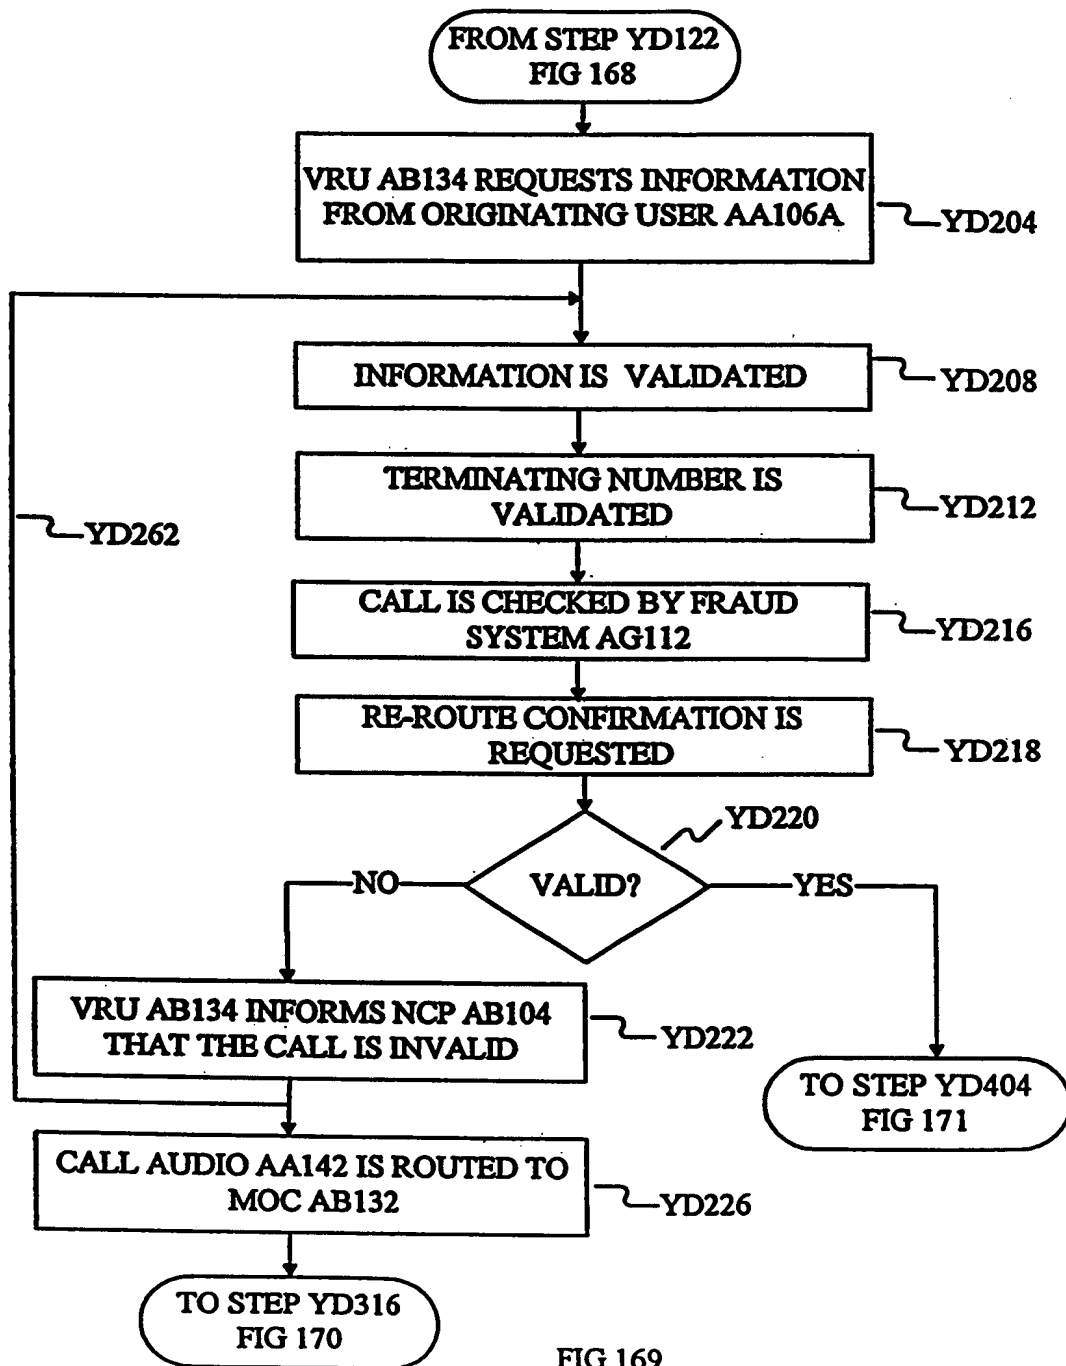 FROM STEP YD122
FIG 168
VRU AB134 REQUESTS INFORMATION
FROM ORIGINATING USER AA106A
YD204
INFORMATION IS VALIDATED
YD208
TERMINATING NUMBER IS
VALIDATED
YD212
YD262
CALL IS CHECKED BY FRAUD
SYSTEM AG112
YD216
RE-ROUTE CONFIRMATION IS
REQUESTED
YD218
YD220
NO
VALID?
YES
VRU AB134 INFORMS NCP AB104
THAT THE CALL IS INVALID
YD222
TO STEP YD404
FIG 171
CALL AUDIO AA142 IS ROUTED TO
MOC AB132
YD226
TO STEP YD316
FIG 170
FIG 169